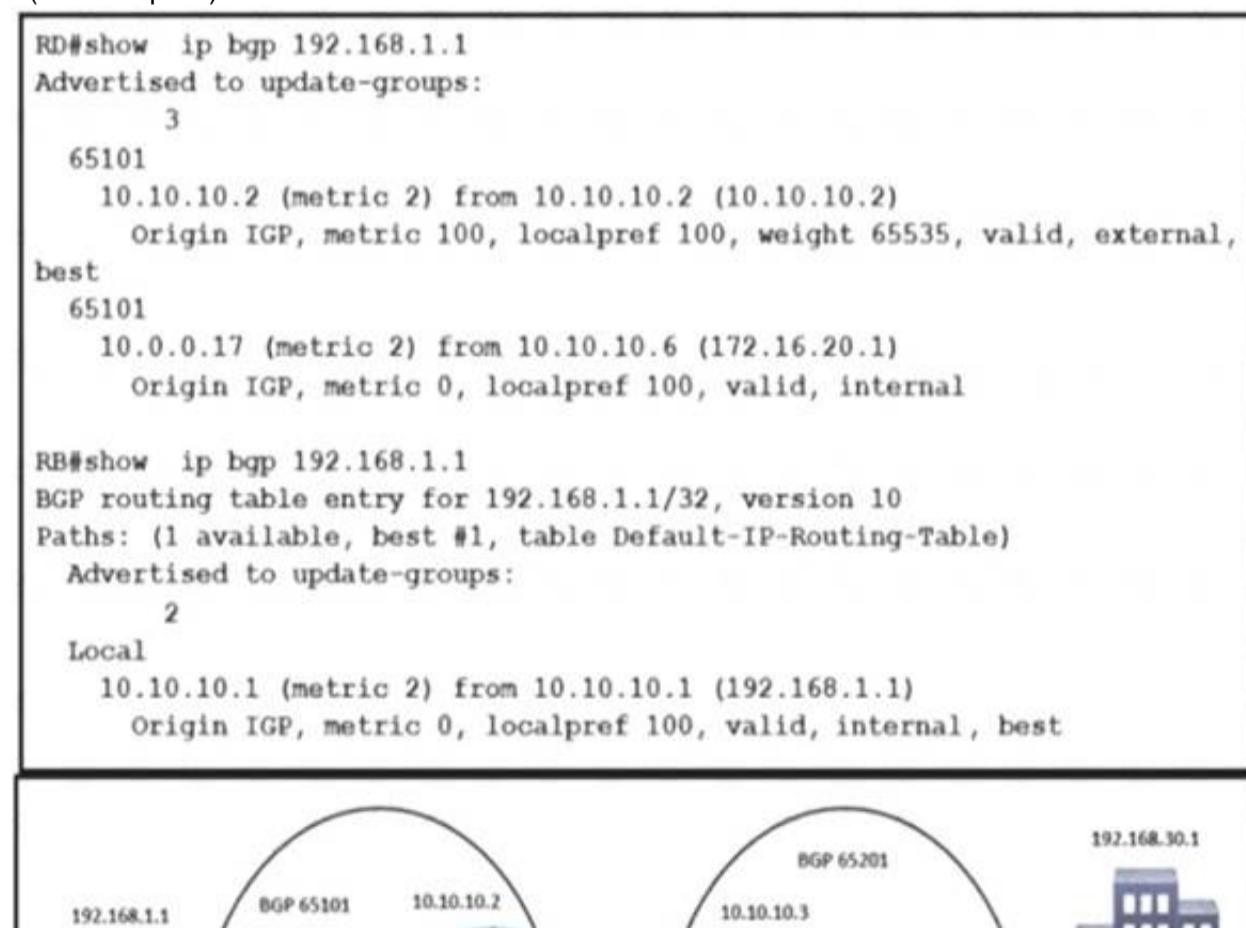 RD#show ip bgp 192.168.1.1
Advertised to update-groups:
3
65101
10.10.10.2 (metric 2) from 10.10.10.2 (10.10.10.2)
Origin IGP, metric 100, localpref 100, weight 65535, valid, external,
best
65101
10.0.0.17 (metric 2) from 10.10.10.6 (172.16.20.1)
Origin IGP, metric 0, localpref 100, valid, internal
RB#show ip bgp 192.168.1.1
BGP routing table entry for 192.168.1.1/32, version 10
Paths: (1 available, best #1, table Default-IP-Routing-Table)
Advertised to update-groups:
2
Local
10.10.10.1 (metric 2) from 10.10.10.1 (192.168.1.1)
Origin IGP, metric 0, localpref 100, valid, internal, best
192.168.30.1
BGP 65201
BGP 65101
10.10.10.2
10.10.10.3
192.168.1.1